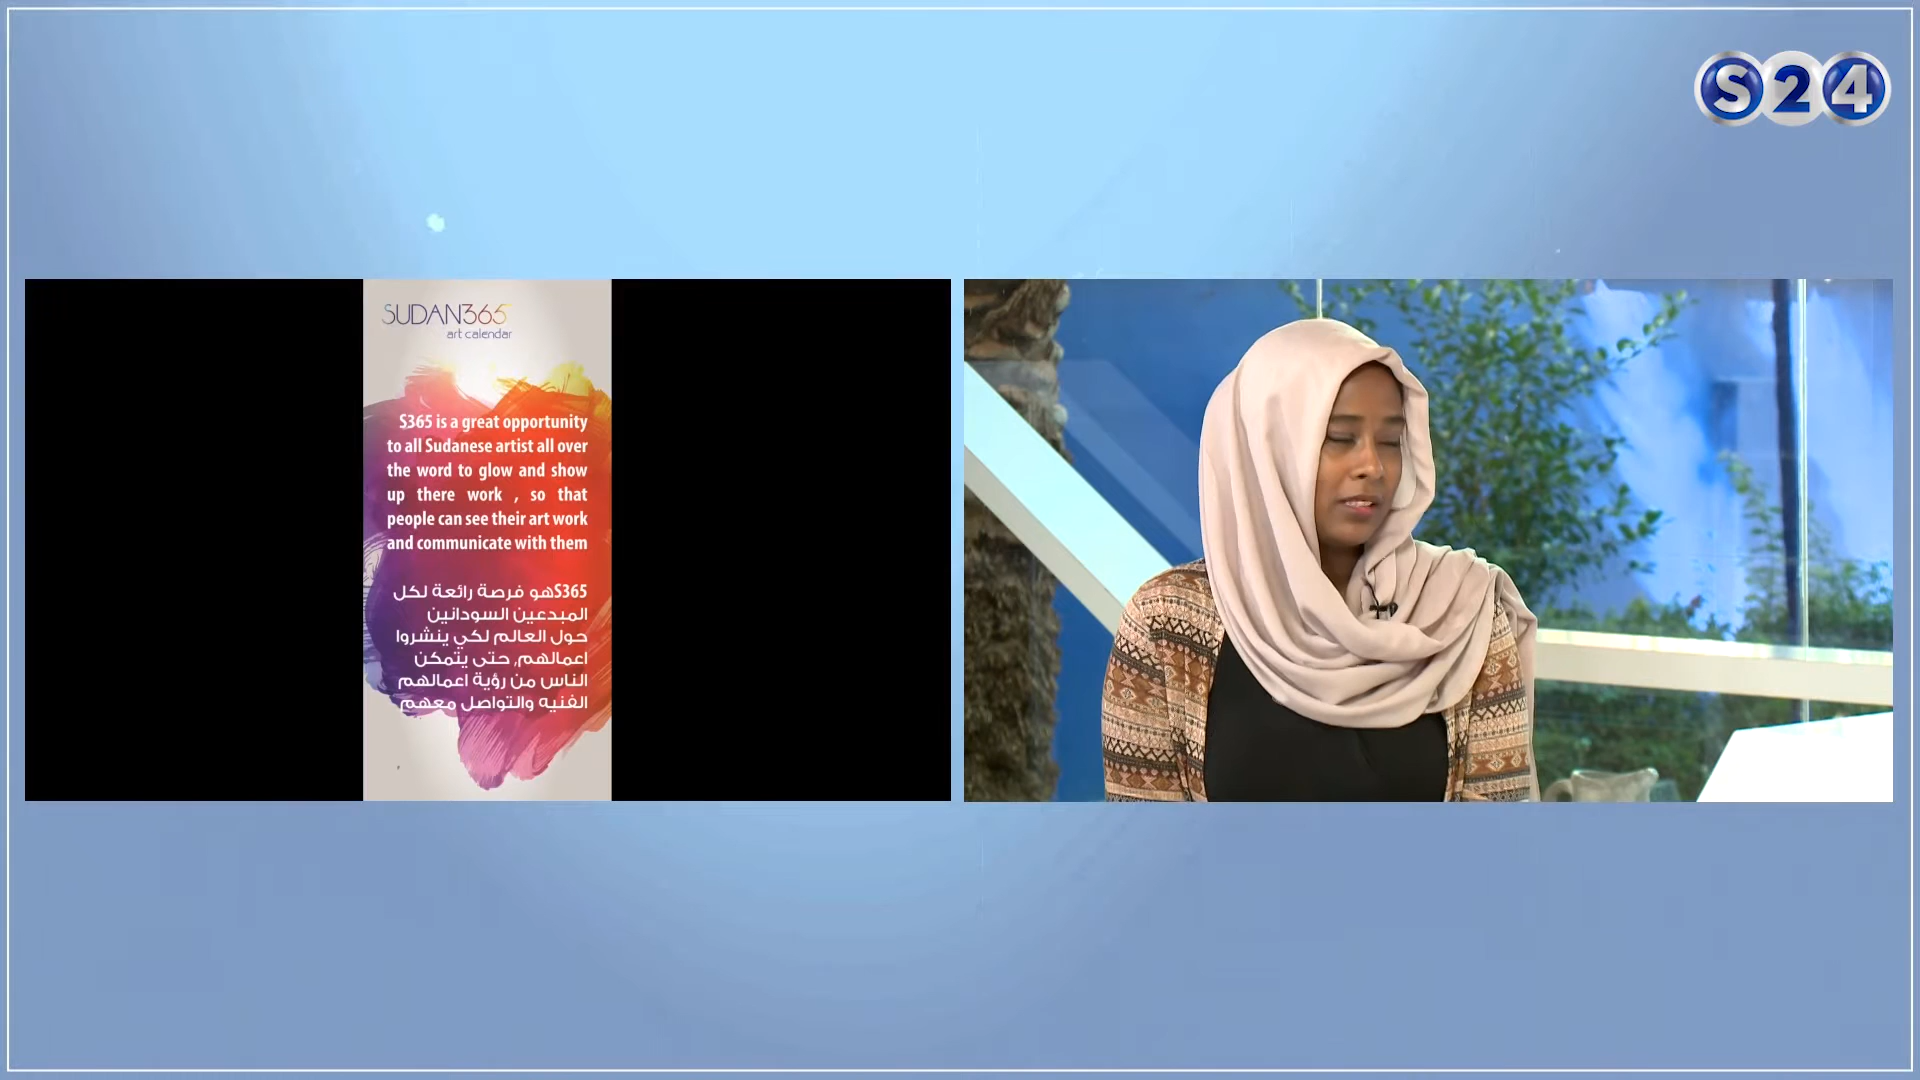 S24
SUDAN365
art calendar
S365 is a great opportunity
to all Sudanese artist all over
the word to glow and show
up there work , so that
people can see their art work
and communicate with them
S365هو فرصة رائعة لكل
المبدعين السودانين
حول العالم لكي ينشروا
اعمالهم, حتى يتمكن
الناس من رؤية اعمالهم
الفنيه والتواصل معهم